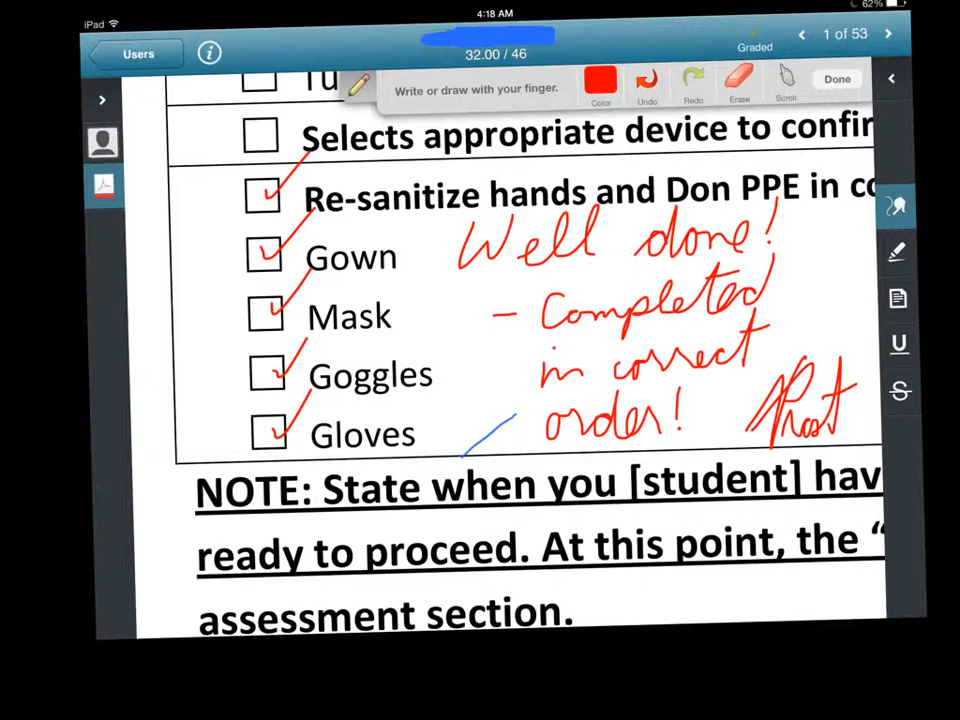 iPad
4:18 AM
62%
Users
32.00 / 46
Graded
1 of 53
Write or draw with your finger.
Color
Undo
Redo
Erase
Scroll
Done
Selects appropriate device to confir
Re-sanitize hands and Don PPE in co
Gown
Mask
Goggles
Gloves
Well done!
- Completed
in correct
order!
NOTE: State when you [student] hav
ready to proceed. At this point, the “
assessment section.
U
S